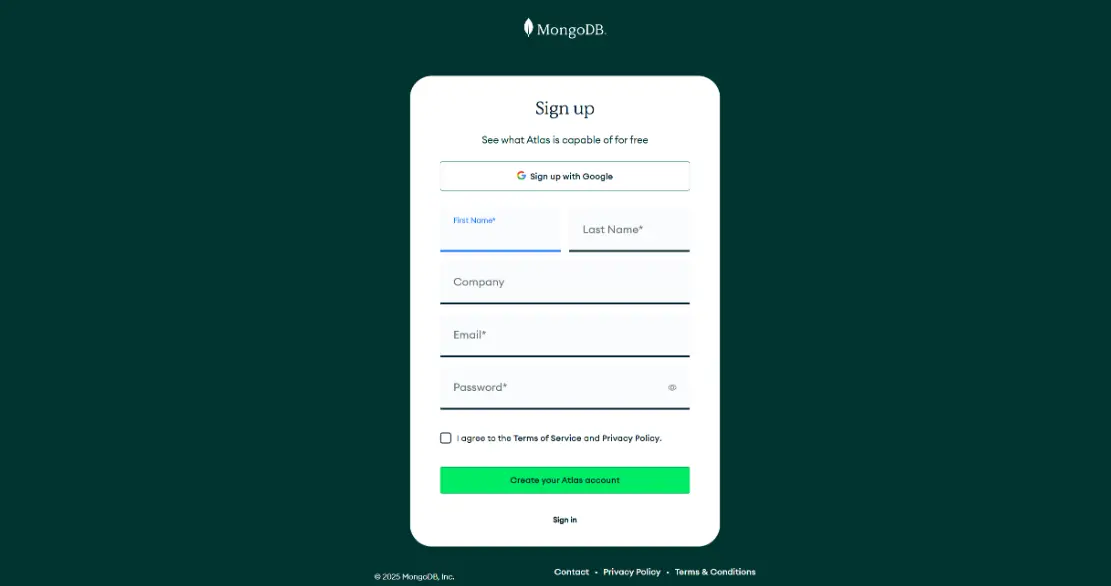 MongoDB.
Sign up
See what Atlas is capable of for free
Sign up with Google
First Name*
Last Name*
Company
Email*
Password*
I agree to the Terms of Service and Privacy Policy.
Create your Atlas account
Sign in
© 2025 MongoDB, Inc.
Contact • Privacy Policy • Terms & Conditions